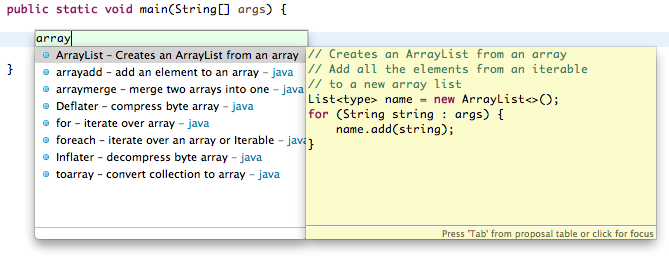 public static void main(String[] args) {
array
ArrayList – Creates an ArrayList from an array
arrayadd – add an element to an array – java
arraymerge – merge two arrays into one – java
Deflater – compress byte array – java
for – iterate over array – java
foreach – iterate over an array or Iterable – java
Inflater – decompress byte array – java
toarray – convert collection to array – java
}
// Creates an ArrayList from an array
// Add all the elements from an iterable
// to a new array list
List<type> name = new ArrayList<>();
for (String string : args) {
    name.add(string);
}
Press 'Tab' from proposal table or click for focus